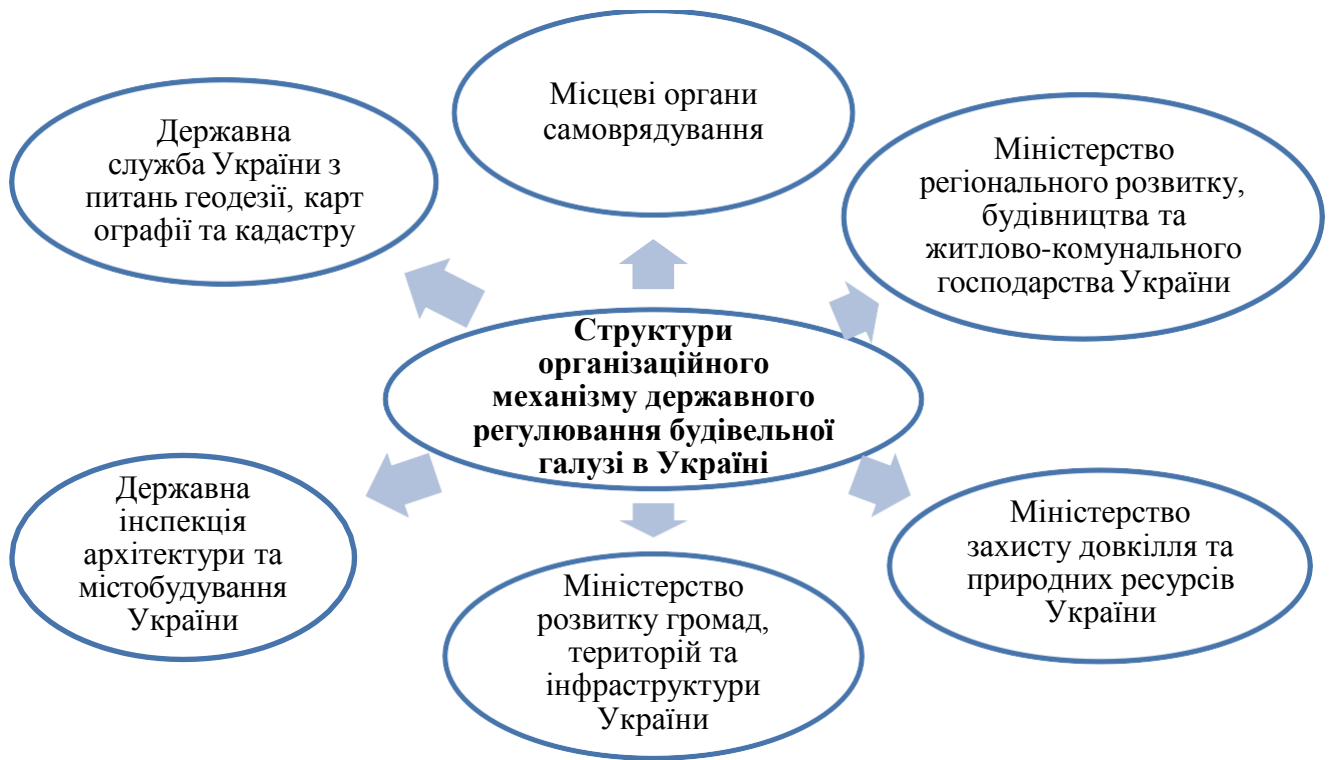 Місцеві органи
самоврядування
Державна
служба України з
питань геодезії, карт
ографії та кадастру
Міністерство
регіонального розвитку,
будівництва та
житлово-комунального
господарства України
Структури
організаційного
механізму державного
регулювання будівельної
галузі в Україні
Державна
інспекція
архітектури та
містобудування
України
Міністерство
захисту довкілля та
природних ресурсів
України
Міністерство
розвитку громад,
територій та
інфраструктури
України